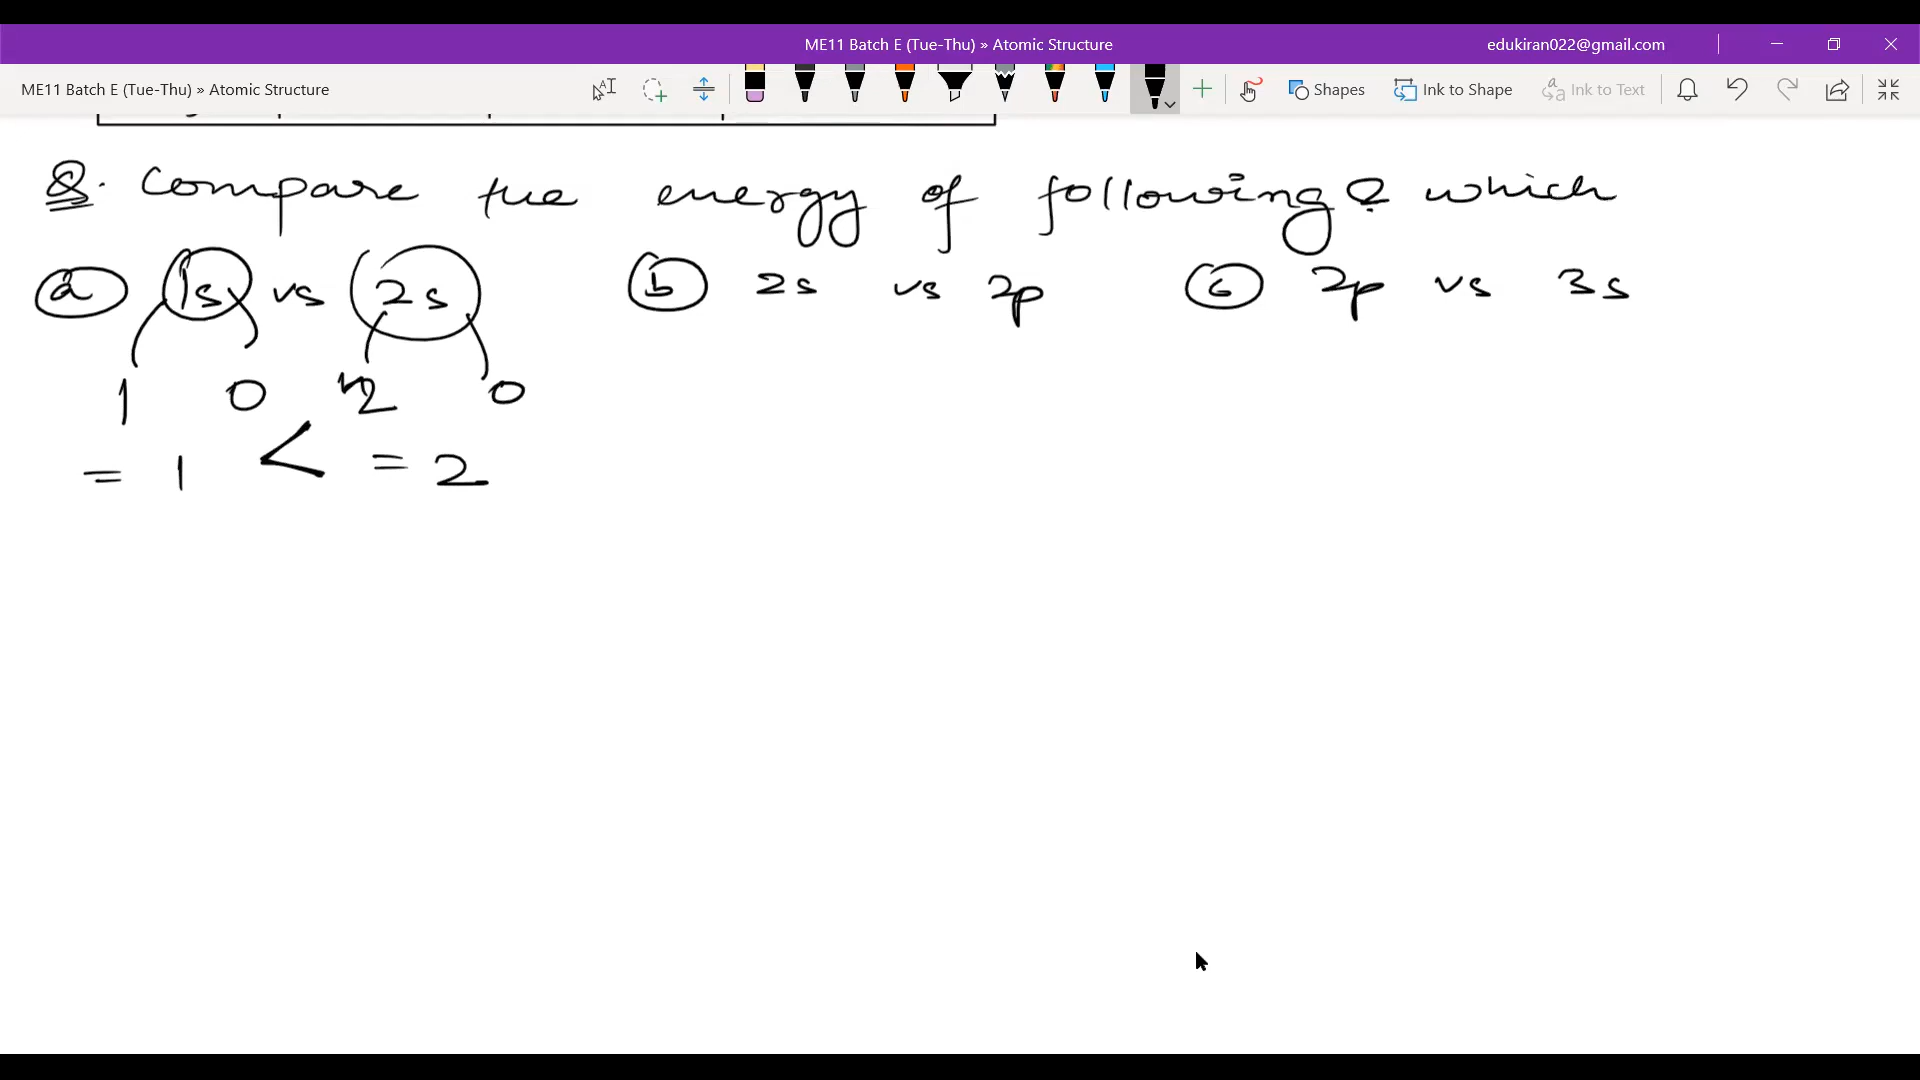 ME11 Batch E (Tue-Thu) » Atomic Structure
edukiran022@gmail.com
ME11 Batch E (Tue-Thu) » Atomic Structure
Shapes
Ink to Shape
Ink to Text
Q. Compare the energy of following? which
(a) 1s vs 2s (b) 2s vs 2p (c) 2p vs 3s
1 0 2 0
= 1 < = 2